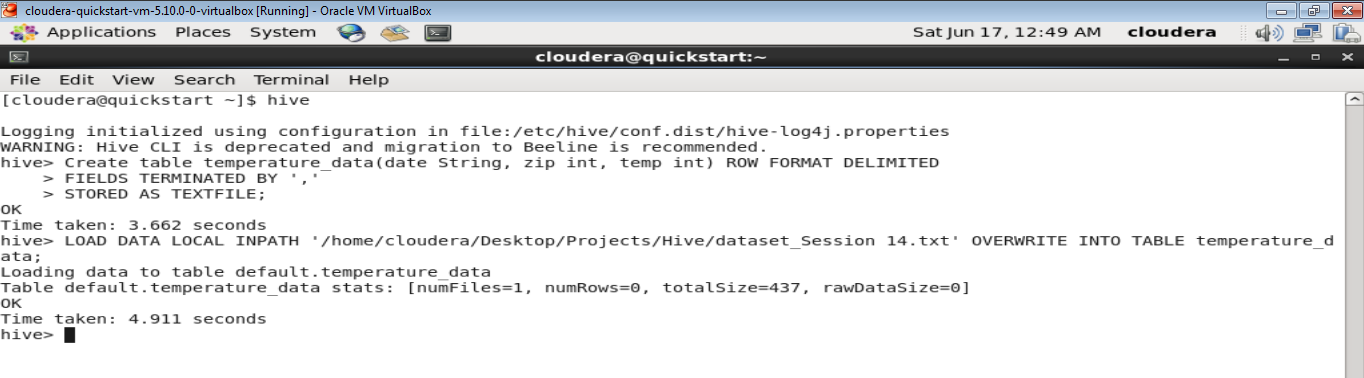 cloudera-quickstart-vm-5.10.0-0-virtualbox [Running] - Oracle VM VirtualBox
Applications Places System Sat Jun 17, 12:49 AM cloudera
cloudera@quickstart:~
File Edit View Search Terminal Help
[cloudera@quickstart ~]$ hive
Logging initialized using configuration in file:/etc/hive/conf.dist/hive-log4j.properties
WARNING: Hive CLI is deprecated and migration to Beeline is recommended.
hive> Create table temperature_data(date String, zip int, temp int) ROW FORMAT DELIMITED
    > FIELDS TERMINATED BY ','
    > STORED AS TEXTFILE;
OK
Time taken: 3.662 seconds
hive> LOAD DATA LOCAL INPATH '/home/cloudera/Desktop/Projects/Hive/dataset_Session 14.txt' OVERWRITE INTO TABLE temperature_d
ata;
Loading data to table default.temperature_data
Table default.temperature_data stats: [numFiles=1, numRows=0, totalSize=437, rawDataSize=0]
OK
Time taken: 4.911 seconds
hive>